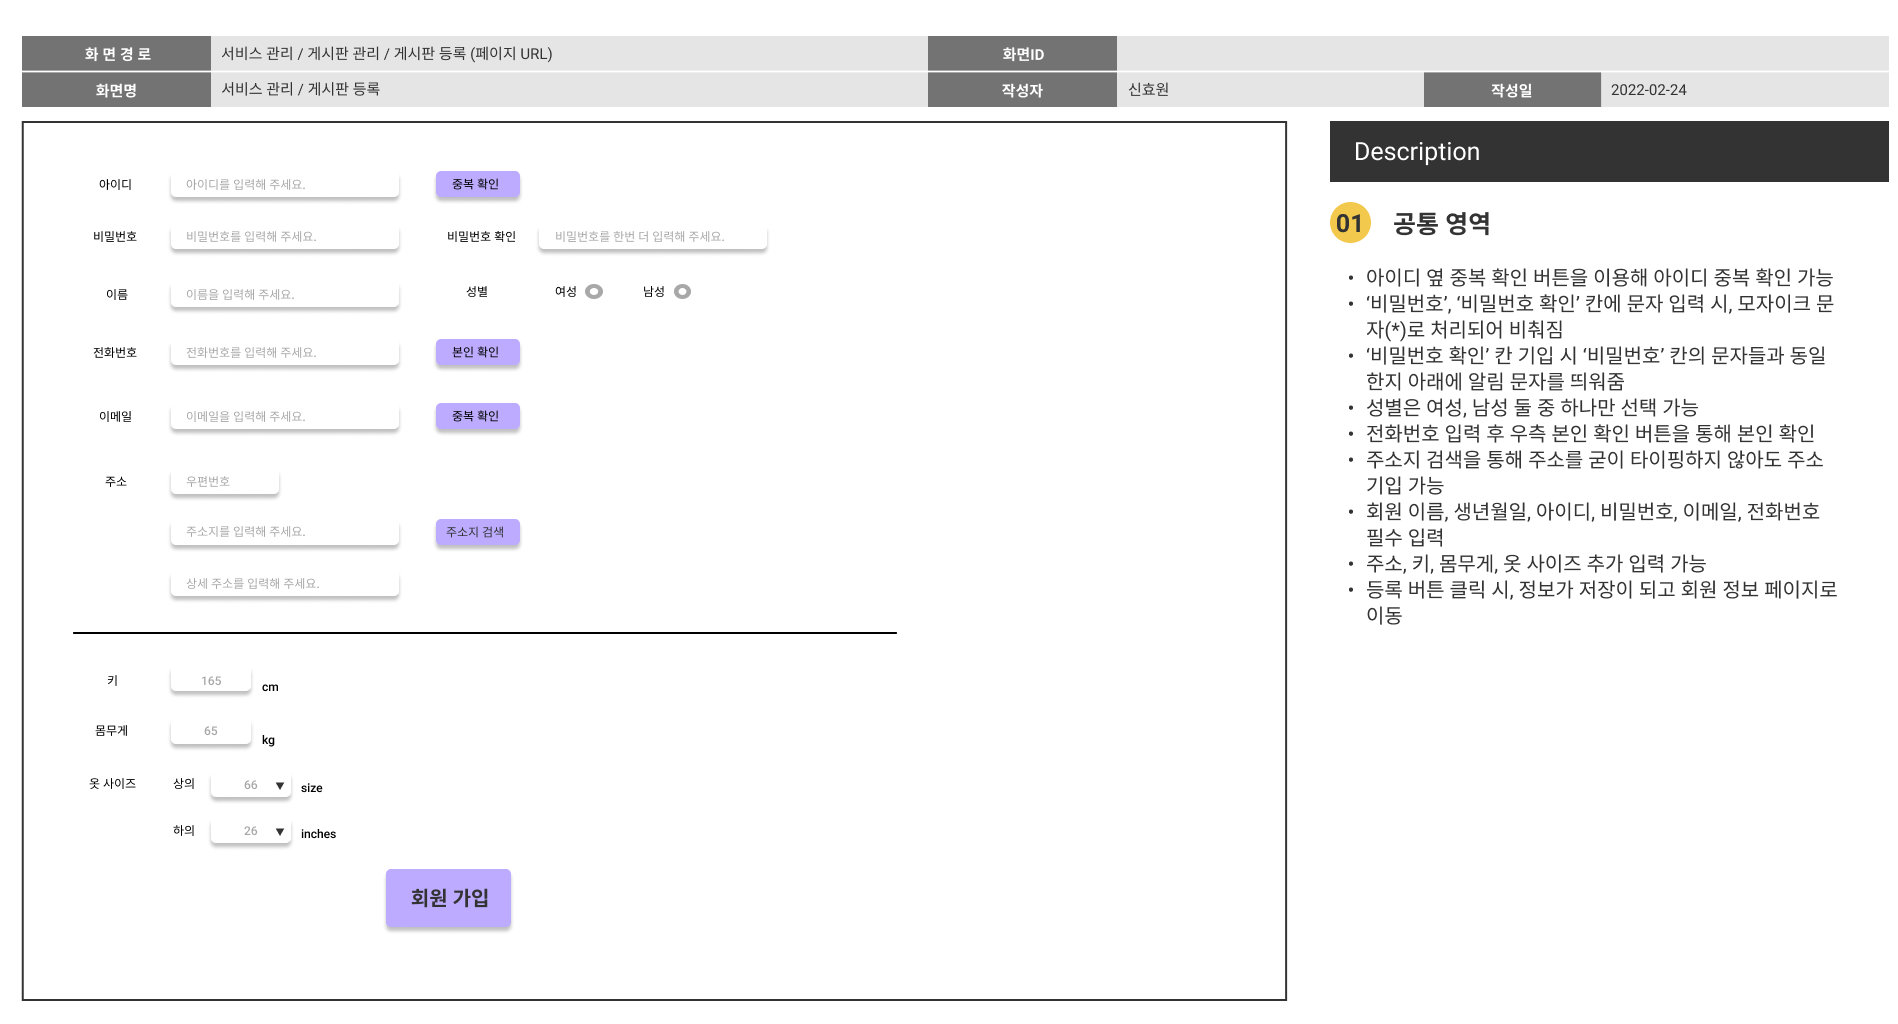 화 면 경 로 서비스 관리 / 게시판 관리 / 게시판 등록 (페이지 URL) 화면ID
화면명 서비스 관리 / 게시판 등록 작성자 신효원 작성일 2022-02-24
아이디 아이디를 입력해 주세요. 중복 확인
비밀번호 비밀번호를 입력해 주세요. 비밀번호 확인 비밀번호를 한번 더 입력해 주세요.
이름 이름을 입력해 주세요. 성별 여성 남성
전화번호 전화번호를 입력해 주세요. 본인 확인
이메일 이메일을 입력해 주세요. 중복 확인
주소 우편번호
주소지를 입력해 주세요. 주소지 검색
상세 주소를 입력해 주세요.
키 165 cm
몸무게 65 kg
옷 사이즈 상의 66 ▼ size
하의 26 ▼ inches
회원 가입
Description
01 공통 영역
• 아이디 옆 중복 확인 버튼을 이용해 아이디 중복 확인 가능
• ‘비밀번호’, ‘비밀번호 확인’ 칸에 문자 입력 시, 모자이크 문
자(*)로 처리되어 비춰짐
• ‘비밀번호 확인’ 칸 기입 시 ‘비밀번호’ 칸의 문자들과 동일
한지 아래에 알림 문자를 띄워줌
• 성별은 여성, 남성 둘 중 하나만 선택 가능
• 전화번호 입력 후 우측 본인 확인 버튼을 통해 본인 확인
• 주소지 검색을 통해 주소를 굳이 타이핑하지 않아도 주소
기입 가능
• 회원 이름, 생년월일, 아이디, 비밀번호, 이메일, 전화번호
필수 입력
• 주소, 키, 몸무게, 옷 사이즈 추가 입력 가능
• 등록 버튼 클릭 시, 정보가 저장이 되고 회원 정보 페이지로
이동